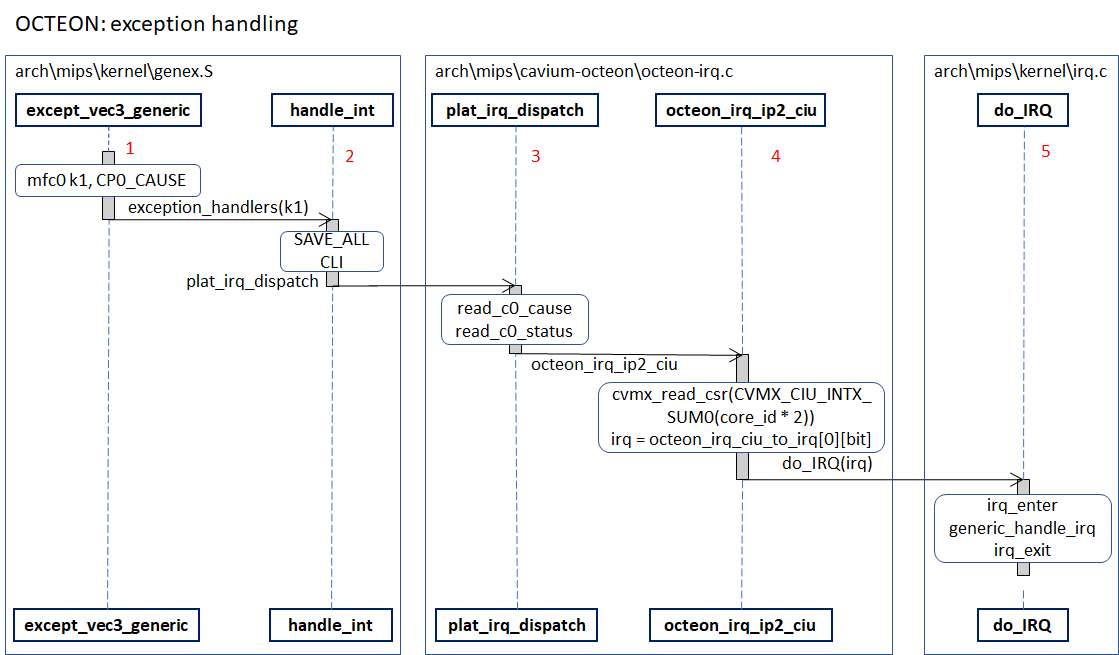 OCTEON: exception handling
arch\mips\kernel\genex.S
arch\mips\cavium-octeon\octeon-irq.c
arch\mips\kernel\irq.c
except_vec3_generic
handle_int
plat_irq_dispatch
octeon_irq_ip2_ciu
do_IRQ
1
2
3
4
5
mfc0 k1, CP0_CAUSE
exception_handlers(k1)
SAVE_ALL
CLI
plat_irq_dispatch
read_c0_cause
read_c0_status
octeon_irq_ip2_ciu
cvmx_read_csr(CVMX_CIU_INTX_
SUM0(core_id * 2))
irq = octeon_irq_ciu_to_irq[0][bit]
do_IRQ(irq)
irq_enter
generic_handle_irq
irq_exit
except_vec3_generic
handle_int
plat_irq_dispatch
octeon_irq_ip2_ciu
do_IRQ